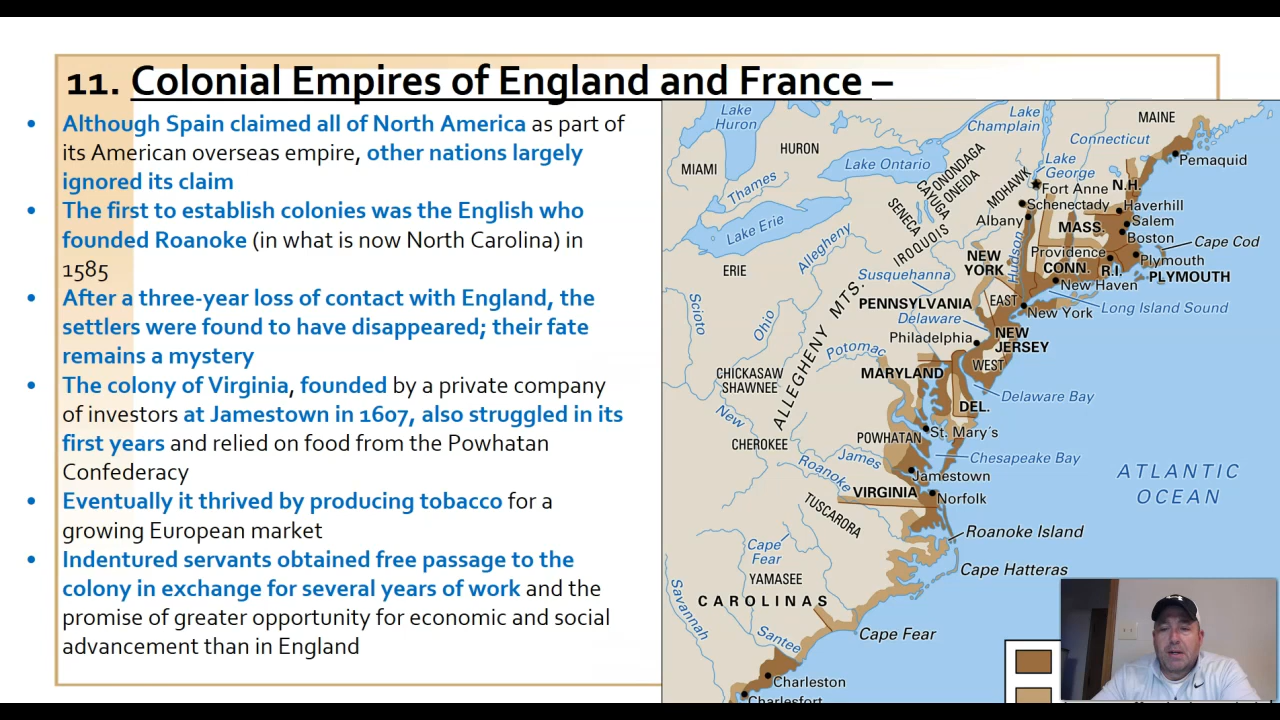 11. Colonial Empires of England and France –
• Although Spain claimed all of North America as part of
its American overseas empire, other nations largely
ignored its claim
• The first to establish colonies was the English who
founded Roanoke (in what is now North Carolina) in
1585
• After a three-year loss of contact with England, the
settlers were found to have disappeared; their fate
remains a mystery
• The colony of Virginia, founded by a private company
of investors at Jamestown in 1607, also struggled in its
first years and relied on food from the Powhatan
Confederacy
• Eventually it thrived by producing tobacco for a
growing European market
• Indentured servants obtained free passage to the
colony in exchange for several years of work and the
promise of greater opportunity for economic and social
advancement than in England
Lake
Huron
Lake
Champlain
MAINE
Connecticut
HURON
Lake Ontario
Lake
George
Pemaquid
MIAMI
Thames
CAYUGA
ONONDAGA
ONEIDA
MOHAWK
Fort Anne
N.H.
Schenectady
Haverhill
SENECA
Albany
MASS.
Salem
Boston
Lake Erie
Allegheny
IROQUOIS
Hudson
Providence
Cape Cod
Plymouth
ERIE
NEW
YORK
CONN.
R.I.
PLYMOUTH
Susquehanna
New Haven
Scioto
Ohio
ALLEGHENY MTS.
PENNSYLVANIA
EAST
New York
Long Island Sound
Delaware
Philadelphia
NEW
JERSEY
Potomac
WEST
CHICKASAW
SHAWNEE
MARYLAND
Delaware Bay
DEL.
New
CHEROKEE
POWHATAN
St. Mary's
James
Chesapeake Bay
Roanoke
Jamestown
ATLANTIC
OCEAN
VIRGINIA
Norfolk
TUSCARORA
Roanoke Island
Cape
Fear
Cape Hatteras
YAMASEE
Savannah
CAROLINAS
Santee
Cape Fear
Charleston
Charlesfort